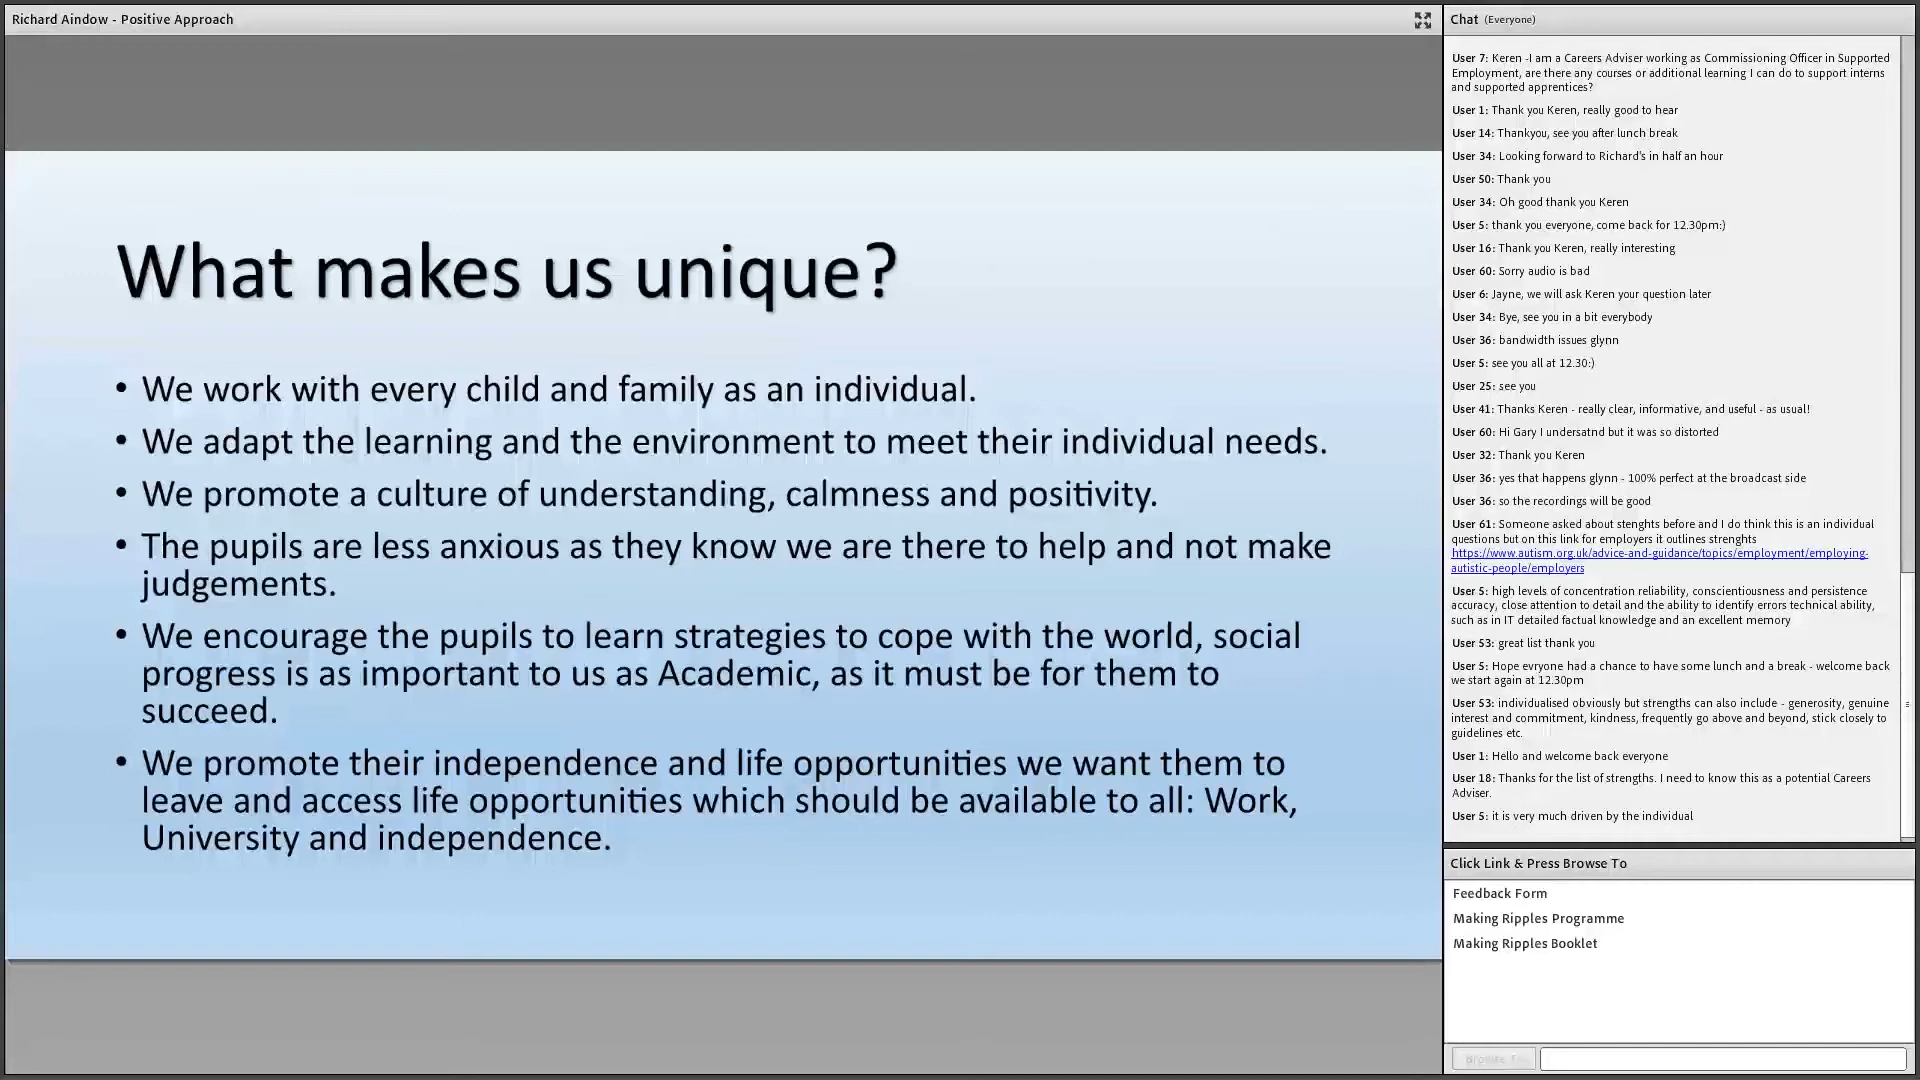 Richard Aindow - Positive Approach
What makes us unique?
• We work with every child and family as an individual.
• We adapt the learning and the environment to meet their individual needs.
• We promote a culture of understanding, calmness and positivity.
• The pupils are less anxious as they know we are there to help and not make
judgements.
• We encourage the pupils to learn strategies to cope with the world, social
progress is as important to us as Academic, as it must be for them to
succeed.
• We promote their independence and life opportunities we want them to
leave and access life opportunities which should be available to all: Work,
University and independence.
Chat (Everyone)
User 7: Keren -I am a Careers Adviser working as Commissioning Officer in Supported
Employment, are there any courses or additional learning I can do to support interns
and supported apprentices?
User 1: Thank you Keren, really good to hear
User 14: Thankyou, see you after lunch break
User 34: Looking forward to Richard's in half an hour
User 50: Thank you
User 34: Oh good thank you Keren
User 5: thank you everyone, come back for 12.30pm:)
User 16: Thank you Keren, really interesting
User 60: Sorry audio is bad
User 6: Jayne, we will ask Keren your question later
User 34: Bye, see you in a bit everybody
User 36: bandwidth issues glynn
User 5: see you all at 12.30:)
User 25: see you
User 41: Thanks Keren - really clear, informative, and useful - as usual!
User 60: Hi Gary I undersatnd but it was so distorted
User 32: Thank you Keren
User 36: yes that happens glynn - 100% perfect at the broadcast side
User 36: so the recordings will be good
User 61: Someone asked about stenghts before and I do think this is an individual
questions but on this link for employers it outlines strenghts
https://www.autism.org.uk/advice-and-guidance/topics/employment/employing-
autistic-people/employers
User 5: high levels of concentration reliability, conscientiousness and persistence
accuracy, close attention to detail and the ability to identify errors technical ability,
such as in IT detailed factual knowledge and an excellent memory
User 53: great list thank you
User 5: Hope evryone had a chance to have some lunch and a break - welcome back
we start again at 12.30pm
User 53: individualised obviously but strengths can also include - generosity, genuine
interest and commitment, kindness, frequently go above and beyond, stick closely to
guidelines etc.
User 1: Hello and welcome back everyone
User 18: Thanks for the list of strengths. I need to know this as a potential Careers
Adviser.
User 5: it is very much driven by the individual
Click Link & Press Browse To
Feedback Form
Making Ripples Programme
Making Ripples Booklet